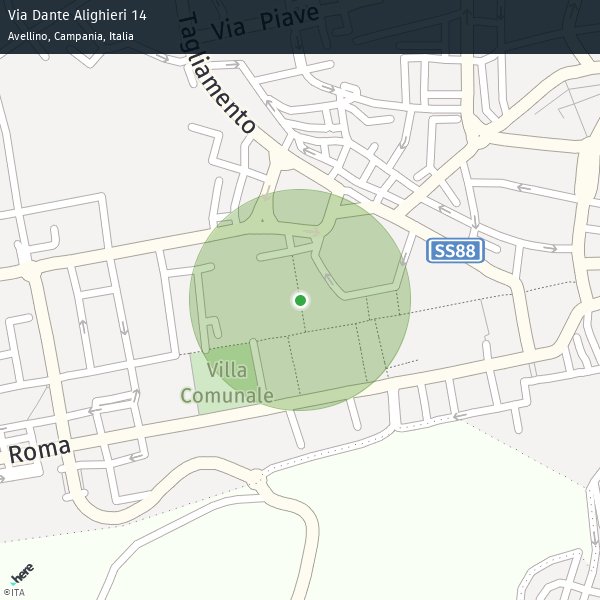 Via Dante Alighieri 14
Avellino, Campania, Italia
Via Piave
Tagliamento
SS88
Villa
Comunale
Roma
here
©ITA